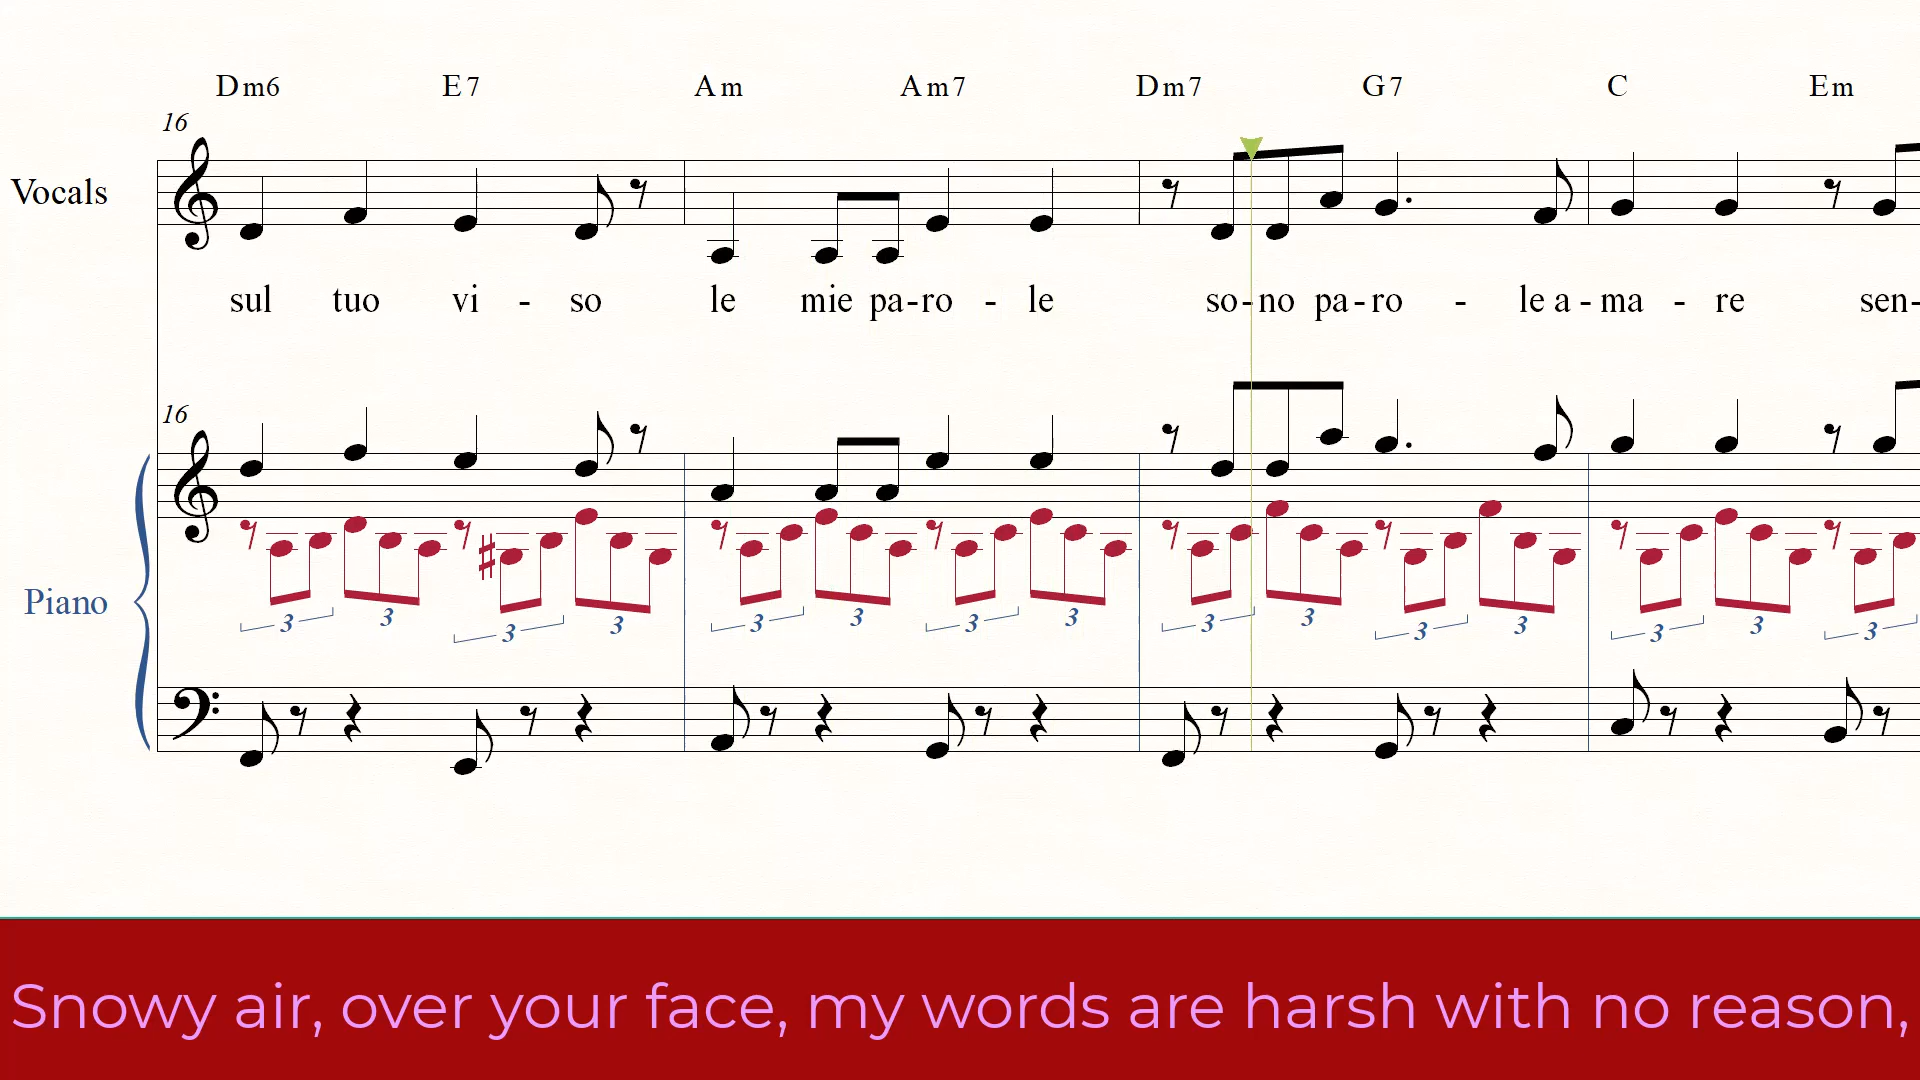 Dm6 E7 Am Am7 Dm7 G7 C Em
16
Vocals
sul tuo vi - so le mie pa-ro - le so-no pa-ro - le a-ma - re sen-
16
Piano
3 3 3 3 3 3 3 3 3 3 3 3 3 3 3
Snowy air, over your face, my words are harsh with no reason,